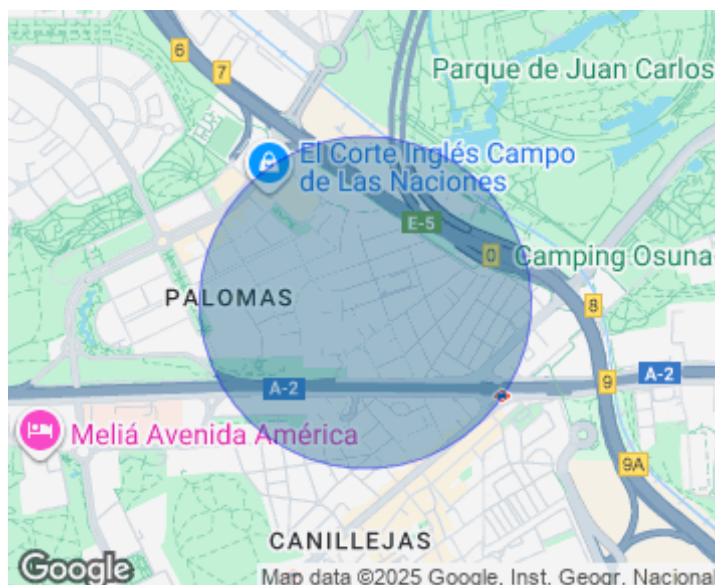 6
7
Parque de Juan Carlos
El Corte Inglés Campo
de Las Naciones
E-5
0
Camping Osuna
PALOMAS
8
A-2
9
A-2
Meliá Avenida América
9A
CANILLEJAS
Google
Map data ©2025 Google, Inst. Geogr. Nacional